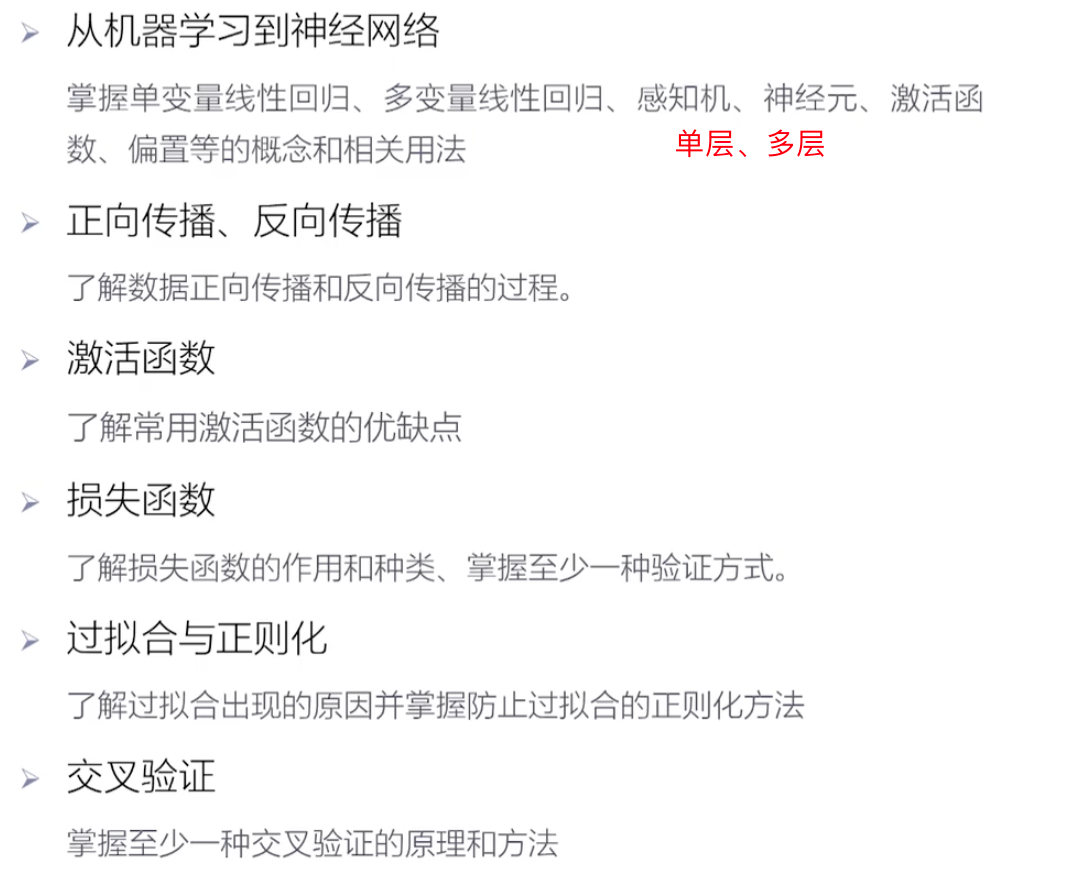 从机器学习到神经网络
掌握单变量线性回归、多变量线性回归、感知机、神经元、激活函
数、偏置等的概念和相关用法
单层、多层
正向传播、反向传播
了解数据正向传播和反向传播的过程。
激活函数
了解常用激活函数的优缺点
损失函数
了解损失函数的作用和种类、掌握至少一种验证方式。
过拟合与正则化
了解过拟合出现的原因并掌握防止过拟合的正则化方法
交叉验证
掌握至少一种交叉验证的原理和方法